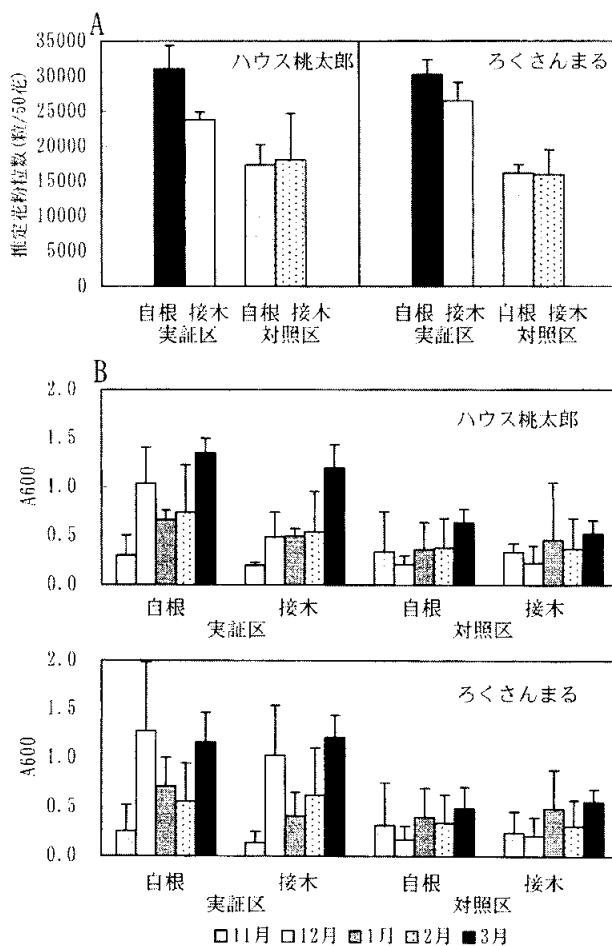 A
ハウス桃太郎 ろくさんまる
推定花粉粒数(粒/50花)
35000
30000
25000
20000
15000
10000
5000
0
自根 接木 自根 接木 自根 接木 自根 接木
実証区 対照区 実証区 対照区
B
ハウス桃太郎
A600
2.0
1.5
1.0
0.5
0.0
自根 接木 自根 接木
実証区 対照区
ろくさんまる
A600
2.0
1.5
1.0
0.5
0.0
自根 接木 自根 接木
実証区 対照区
11月 12月 1月 2月 3月